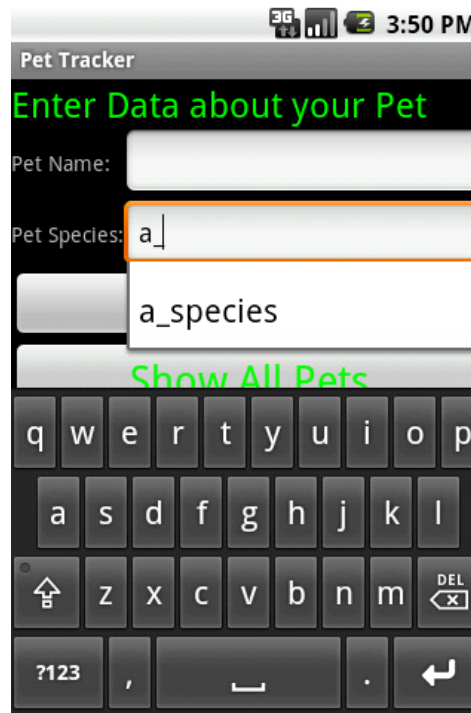 3G 3:50 PM
Pet Tracker
Enter Data about your Pet
Pet Name:
Pet Species: a_
a_species
Show All Pets
q w e r t y u i o p
a s d f g h j k l
z x c v b n m DEL
?123 , .